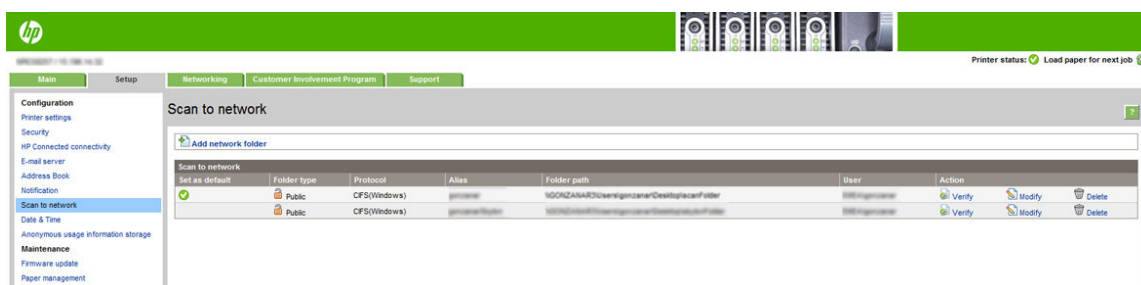 hp
Printer status: Load paper for next job
Main Setup Networking Customer Involvement Program Support
Configuration
Printer settings
Security
HP Connected connectivity
E-mail server
Address Book
Notification
Scan to network
Date & Time
Anonymous usage information storage
Maintenance
Firmware update
Paper management
Scan to network
?
Add network folder
Scan to network
Set as default Folder type Protocol Alias Folder path User Action
Public CIFS(Windows) Verify Modify Delete
Public CIFS(Windows) Verify Modify Delete